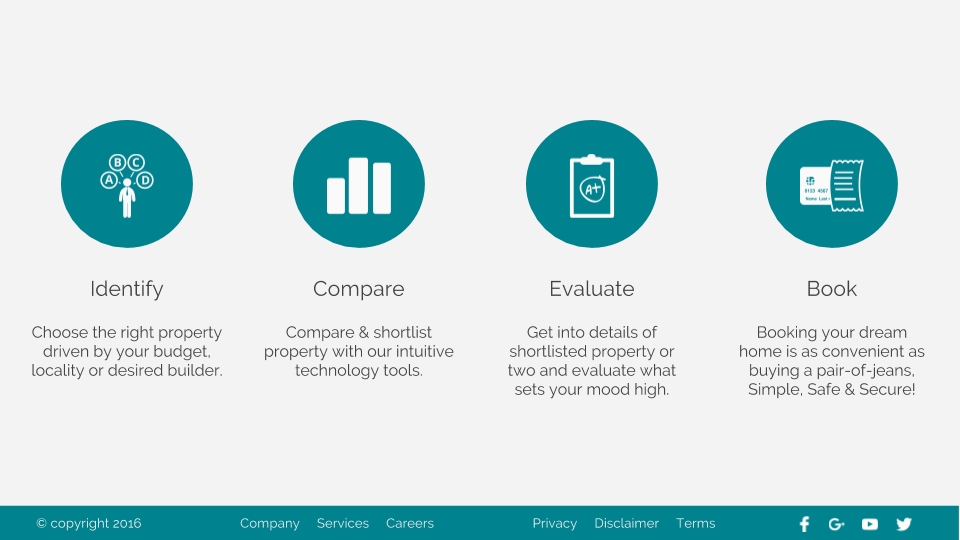 B C
A D
A+
8123 4567
Name Last
Identify
Choose the right property
driven by your budget,
locality or desired builder.
Compare
Compare & shortlist
property with our intuitive
technology tools.
Evaluate
Get into details of
shortlisted property or
two and evaluate what
sets your mood high.
Book
Booking your dream
home is as convenient as
buying a pair-of-jeans,
Simple, Safe & Secure!
© copyright 2016 Company Services Careers Privacy Disclaimer Terms f G+